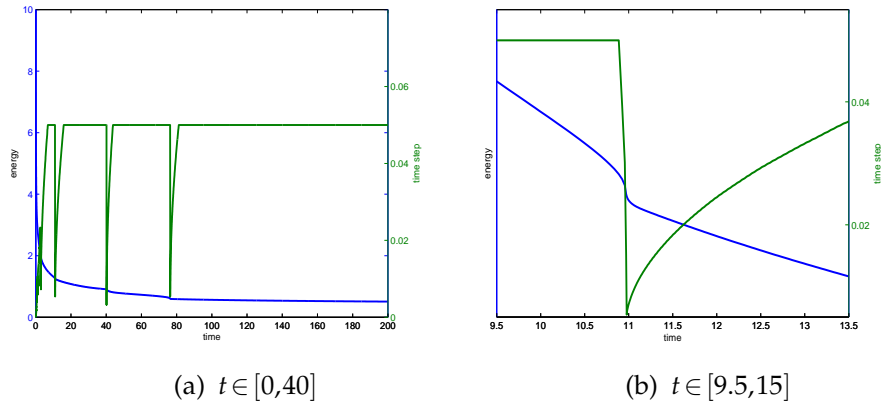 10
8
6
4
2
0
energy
0.06
0.04
0.02
0
time step
0 20 40 60 80 100 120 140 160 180 200
time
energy
0.04
0.02
time step
9.5 10 10.5 11 11.5 12 12.5 13 13.5
time
(a) t∈[0,40]
(b) t∈[9.5,15]